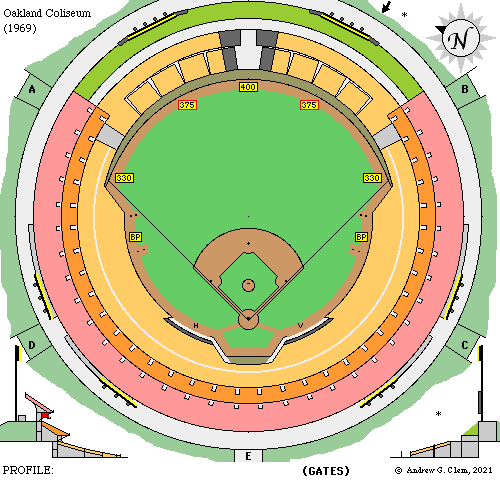 Oakland Coliseum
(1969)
N
*
A
B
400
375
375
330
330
BP
BP
H
V
D
C
*
E
PROFILE:
(GATES)
© Andrew G. Clem, 2021